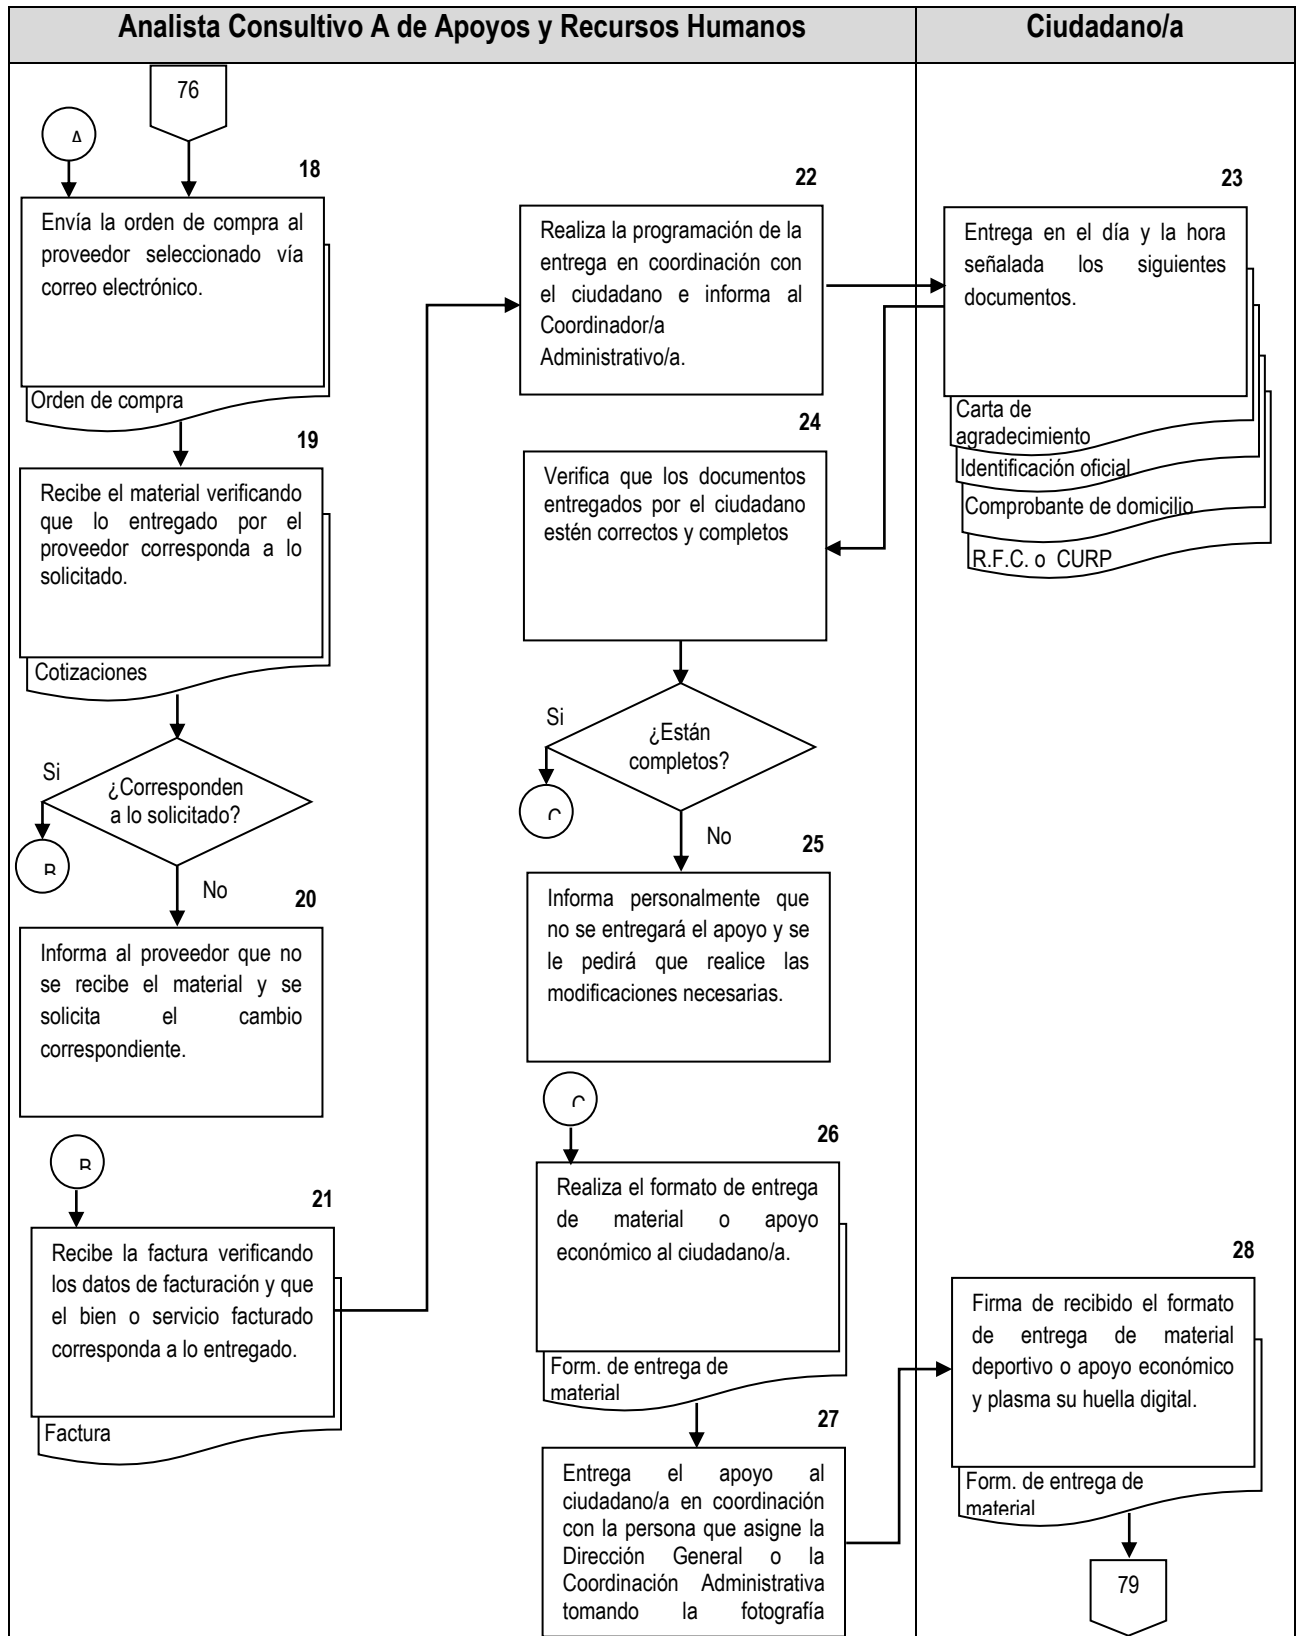 Analista Consultivo A de Apoyos y Recursos Humanos
Ciudadano/a
76
A
18
Envía la orden de compra al
proveedor seleccionado vía
correo electrónico.
Orden de compra
19
Recibe el material verificando
que lo entregado por el
proveedor corresponda a lo
solicitado.
Cotizaciones
¿Corresponden
a lo solicitado?
Si
B
No
20
Informa al proveedor que no
se recibe el material y se
solicita el cambio
correspondiente.
B
21
Recibe la factura verificando
los datos de facturación y que
el bien o servicio facturado
corresponda a lo entregado.
Factura
22
Realiza la programación de la
entrega en coordinación con
el ciudadano e informa al
Coordinador/a
Administrativo/a.
23
Entrega en el día y la hora
señalada los siguientes
documentos.
Carta de
agradecimiento
Identificación oficial
Comprobante de domicilio
R.F.C. o CURP
24
Verifica que los documentos
entregados por el ciudadano
estén correctos y completos
¿Están
completos?
Si
C
No
25
Informa personalmente que
no se entregará el apoyo y se
le pedirá que realice las
modificaciones necesarias.
C
26
Realiza el formato de entrega
de material o apoyo
económico al ciudadano/a.
Form. de entrega de
material
27
Entrega el apoyo al
ciudadano/a en coordinación
con la persona que asigne la
Dirección General o la
Coordinación Administrativa
tomando la fotografía
28
Firma de recibido el formato
de entrega de material
deportivo o apoyo económico
y plasma su huella digital.
Form. de entrega de
material
79